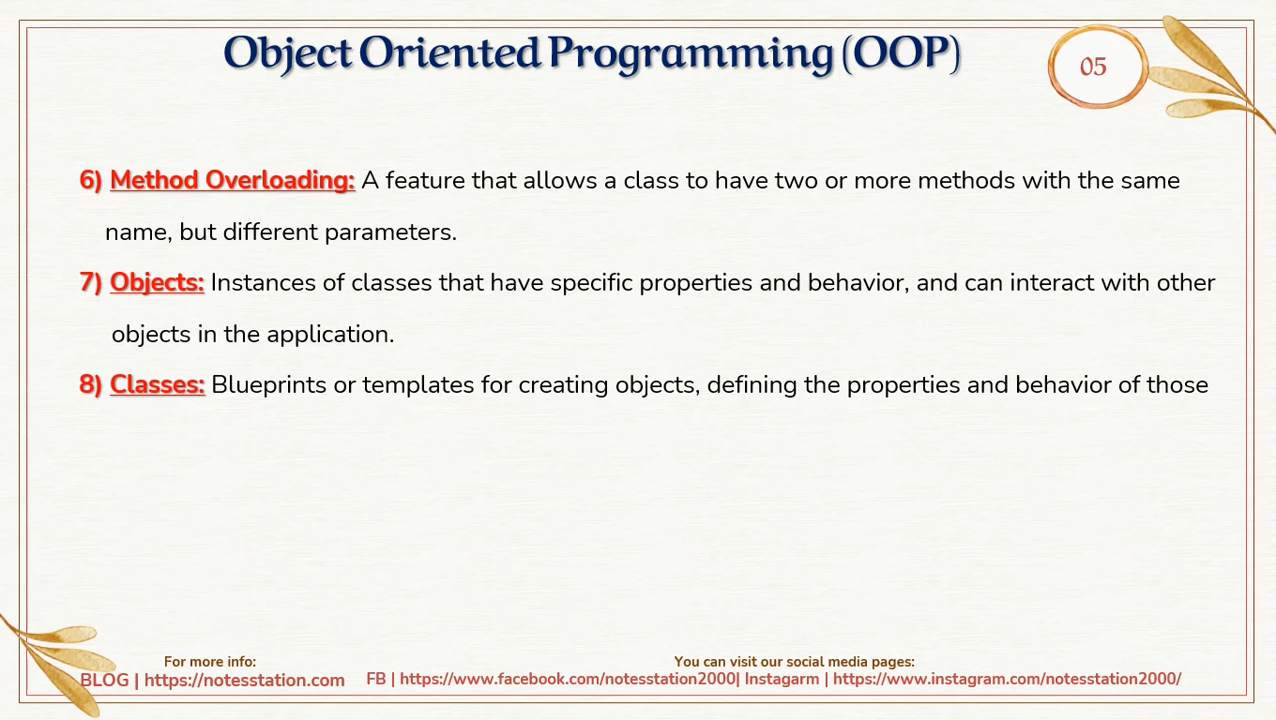 Object Oriented Programming (OOP)
05
6) Method Overloading: A feature that allows a class to have two or more methods with the same
name, but different parameters.
7) Objects: Instances of classes that have specific properties and behavior, and can interact with other
objects in the application.
8) Classes: Blueprints or templates for creating objects, defining the properties and behavior of those
For more info:
BLOG | https://notesstation.com
You can visit our social media pages:
FB | https://www.facebook.com/notesstation2000| Instagarm | https://www.instagram.com/notesstation2000/